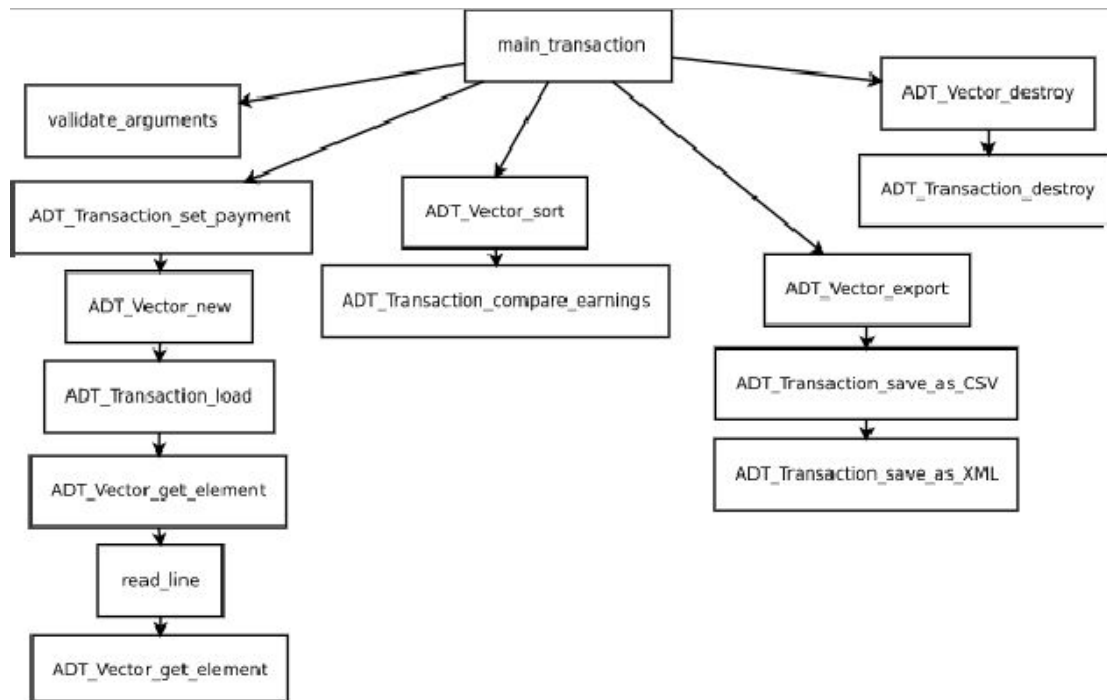 main_transaction
validate_arguments
ADT_Vector_destroy
ADT_Transaction_destroy
ADT_Transaction_set_payment
ADT_Vector_sort
ADT_Vector_new
ADT_Transaction_compare_earnings
ADT_Vector_export
ADT_Transaction_load
ADT_Transaction_save_as_CSV
ADT_Vector_get_element
ADT_Transaction_save_as_XML
read_line
ADT_Vector_get_element